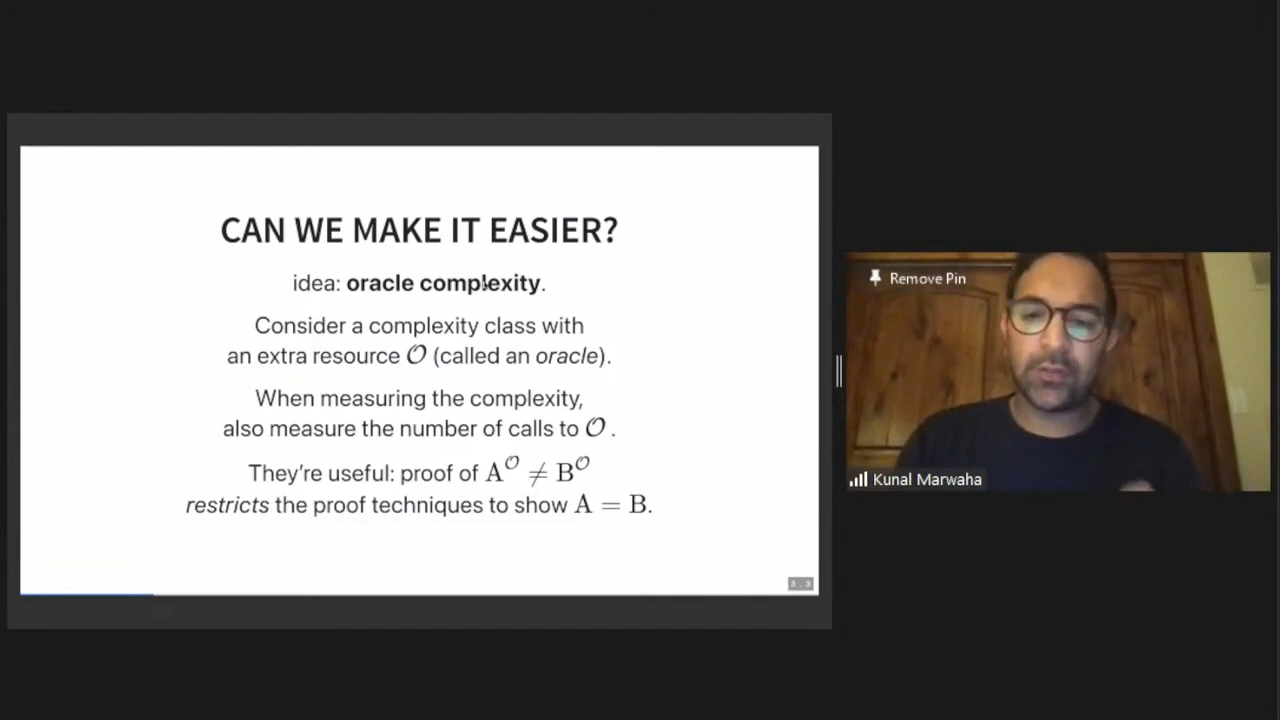 CAN WE MAKE IT EASIER?
idea: oracle complexity.
Consider a complexity class with
an extra resource 𝒪 (called an oracle).
When measuring the complexity,
also measure the number of calls to 𝒪 .
They're useful: proof of A^𝒪 ≠ B^𝒪
restricts the proof techniques to show A = B.
3 . 3
Remove Pin
Kunal Marwaha